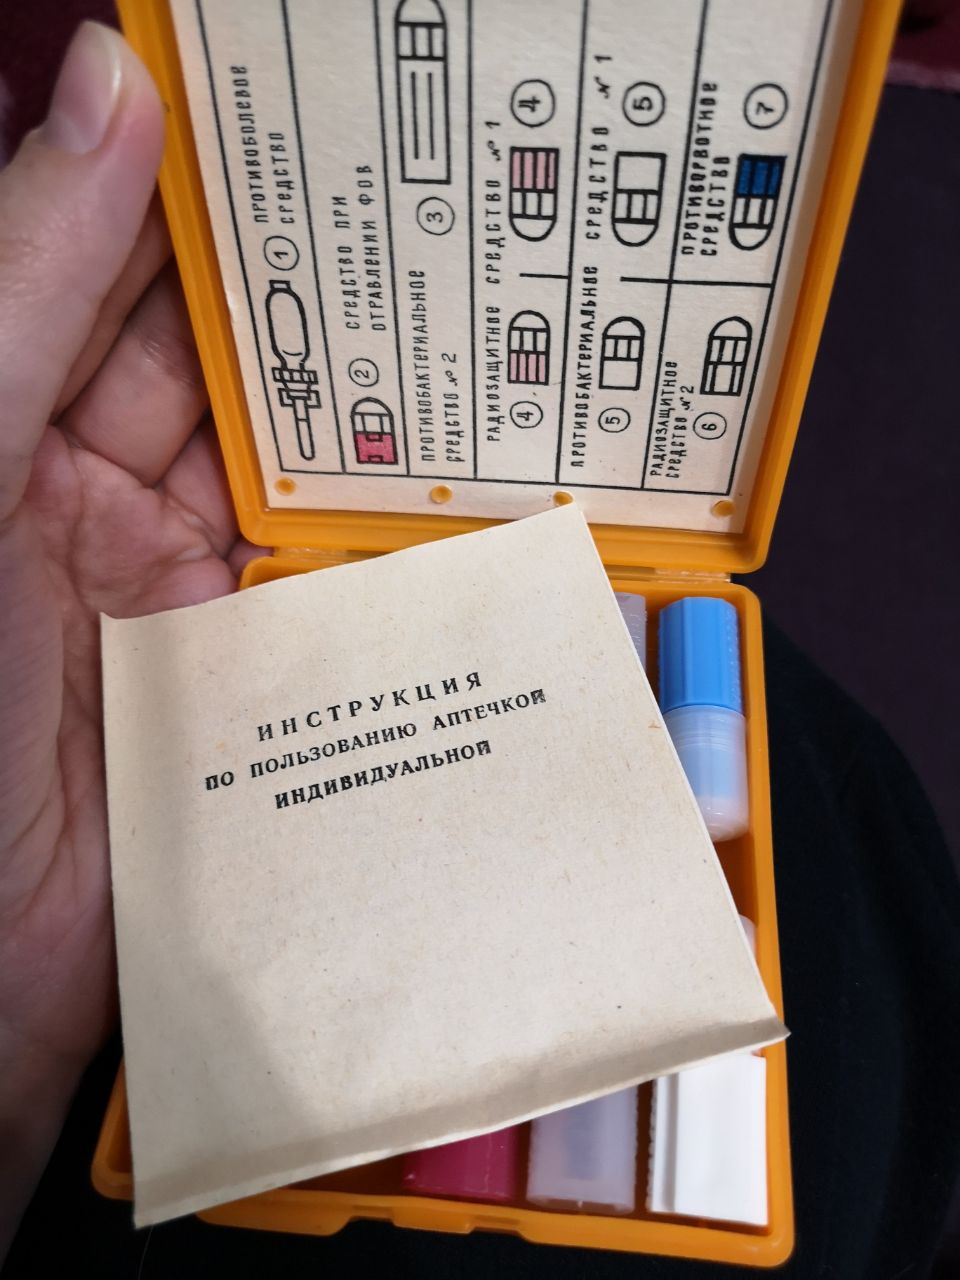 ПРОТИВОБОЛЕВОЕ
СРЕДСТВО
1
2
СРЕДСТВО ПРИ
ОТРАВЛЕНИИ ФОВ
ПРОТИВОБАКТЕРИАЛЬНОЕ
СРЕДСТВО № 2
3
РАДИОЗАЩИТНОЕ СРЕДСТВО № 1
4
4
ПРОТИВОБАКТЕРИАЛЬНОЕ СРЕДСТВО № 1
5
5
РАДИОЗАЩИТНОЕ
СРЕДСТВО № 2
6
ПРОТИВОРВОТНОЕ
СРЕДСТВО
7
ИНСТРУКЦИЯ
ПО ПОЛЬЗОВАНИЮ АПТЕЧКОЙ
ИНДИВИДУАЛЬНОЙ